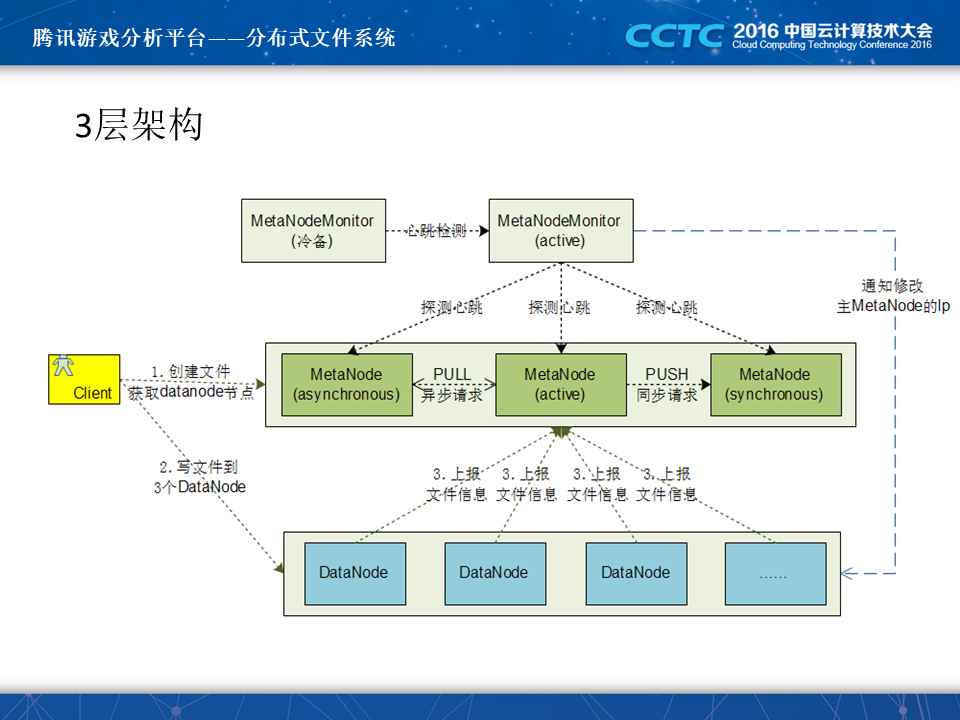 腾讯游戏分析平台——分布式文件系统
CCTC 2016 中国云计算技术大会
Cloud Computing Technology Conference 2016
3层架构
MetaNodeMonitor
(冷备)
心跳检测
MetaNodeMonitor
(active)
通知修改
主MetaNode的Ip
探测心跳
探测心跳
探测心跳
Client
1.创建文件
获取datanode节点
MetaNode
(asynchronous)
PULL
异步请求
MetaNode
(active)
PUSH
同步请求
MetaNode
(synchronous)
2.写文件到
3个DataNode
3.上报
文件信息
3.上报
文件信息
3.上报
文件信息
3.上报
文件信息
DataNode
DataNode
DataNode
......